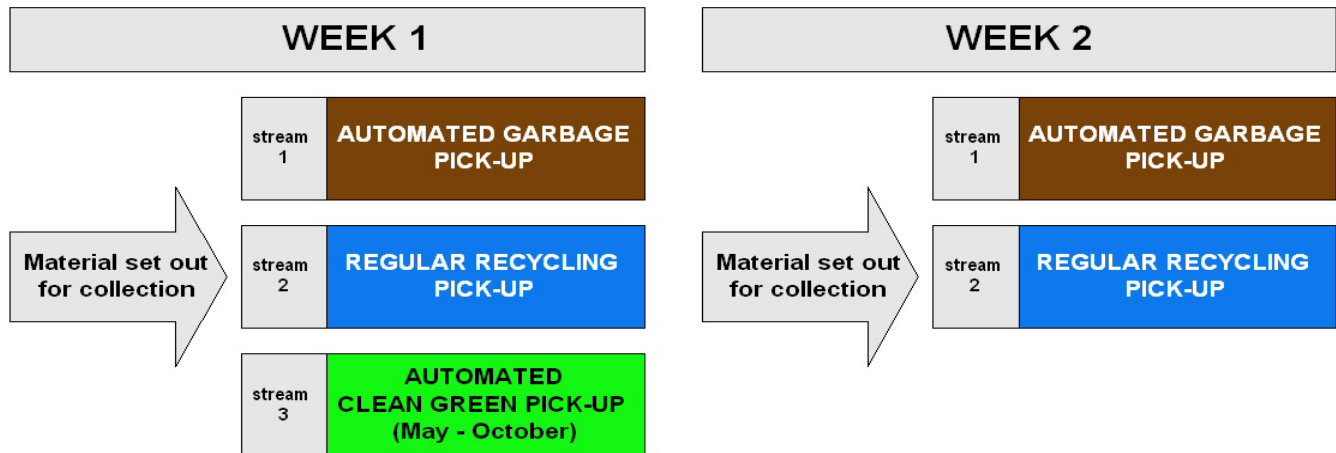 WEEK 1
Material set out
for collection
stream
1
AUTOMATED GARBAGE
PICK-UP
stream
2
REGULAR RECYCLING
PICK-UP
stream
3
AUTOMATED
CLEAN GREEN PICK-UP
(May - October)
WEEK 2
Material set out
for collection
stream
1
AUTOMATED GARBAGE
PICK-UP
stream
2
REGULAR RECYCLING
PICK-UP